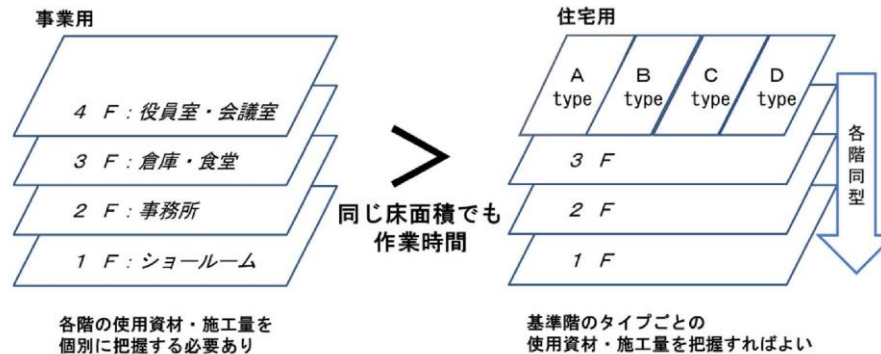 事業用
4 F:役員室・会議室
3 F:倉庫・食堂
2 F:事務所
1 F:ショールーム
各階の使用資材・施工量を
個別に把握する必要あり
>
同じ床面積でも
作業時間
住宅用
A type
B type
C type
D type
3 F
2 F
1 F
各階同型
基準階のタイプごとの
使用資材・施工量を把握すればよい